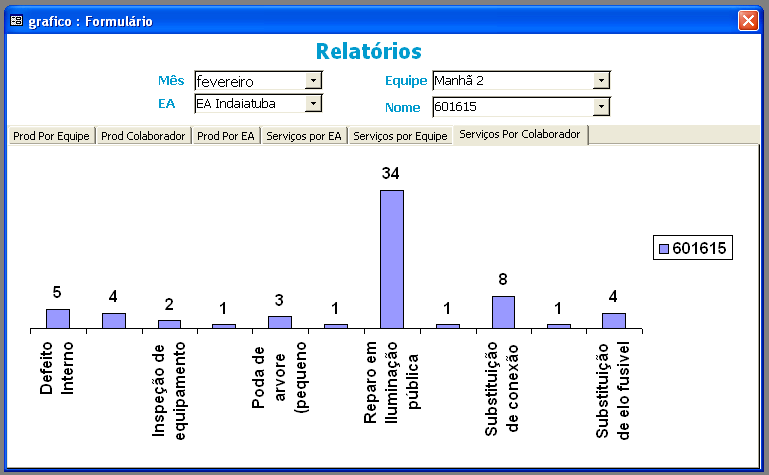 grafico : Formulário
Relatórios
Mês fevereiro Equipe Manhã 2
EA EA Indaiatuba Nome 601615
Prod Por Equipe Prod Colaborador Prod Por EA Serviços por EA Serviços por Equipe Serviços Por Colaborador
34
601615
5 4 2 1 3 1 1 8 1 4
Defeito
Interno
Inspeção de
equipamento
Poda de
arvore
(pequeno
Reparo em
Iluminação
pública
Substituição
de conexão
Substituição
de elo fusivel